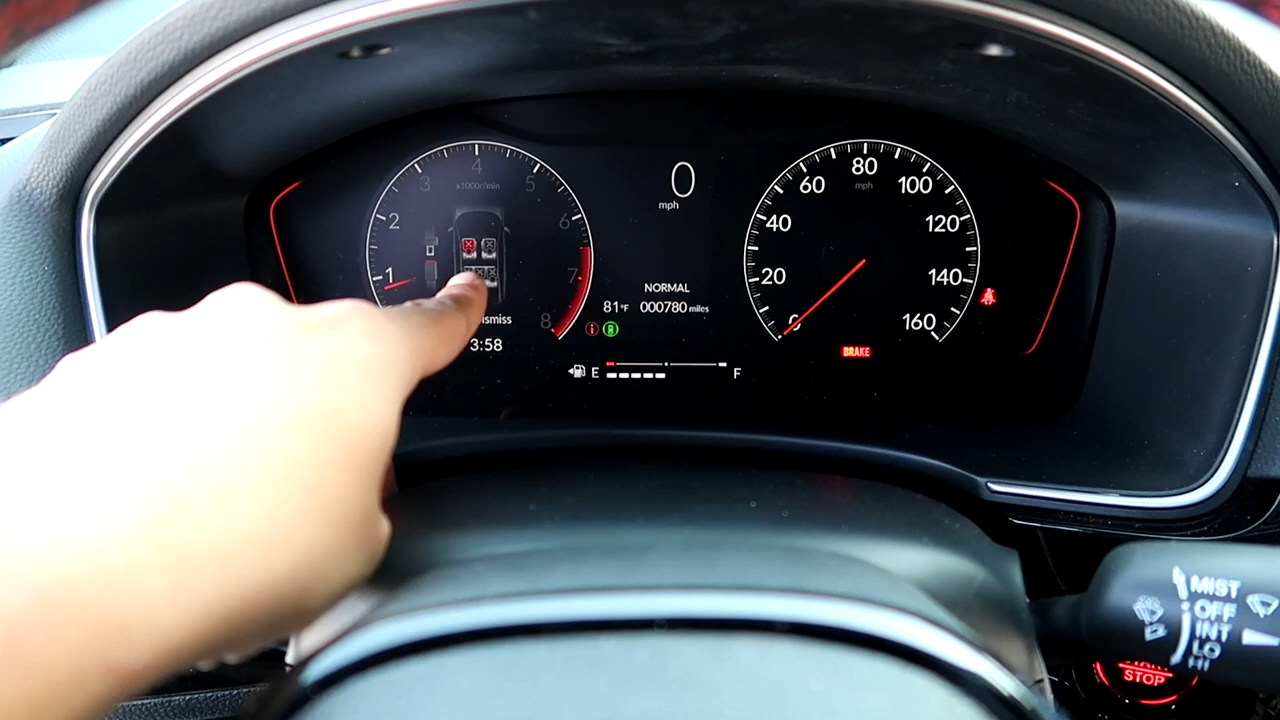 4
3
5
x1000r/min
2
6
1
7
8
ismiss
3:58
0
mph
NORMAL
81°F
000780 miles
E
F
80
mph
60
100
40
120
20
140
0
160
BRAKE
MIST
OFF
INT
LO
HI
STOP